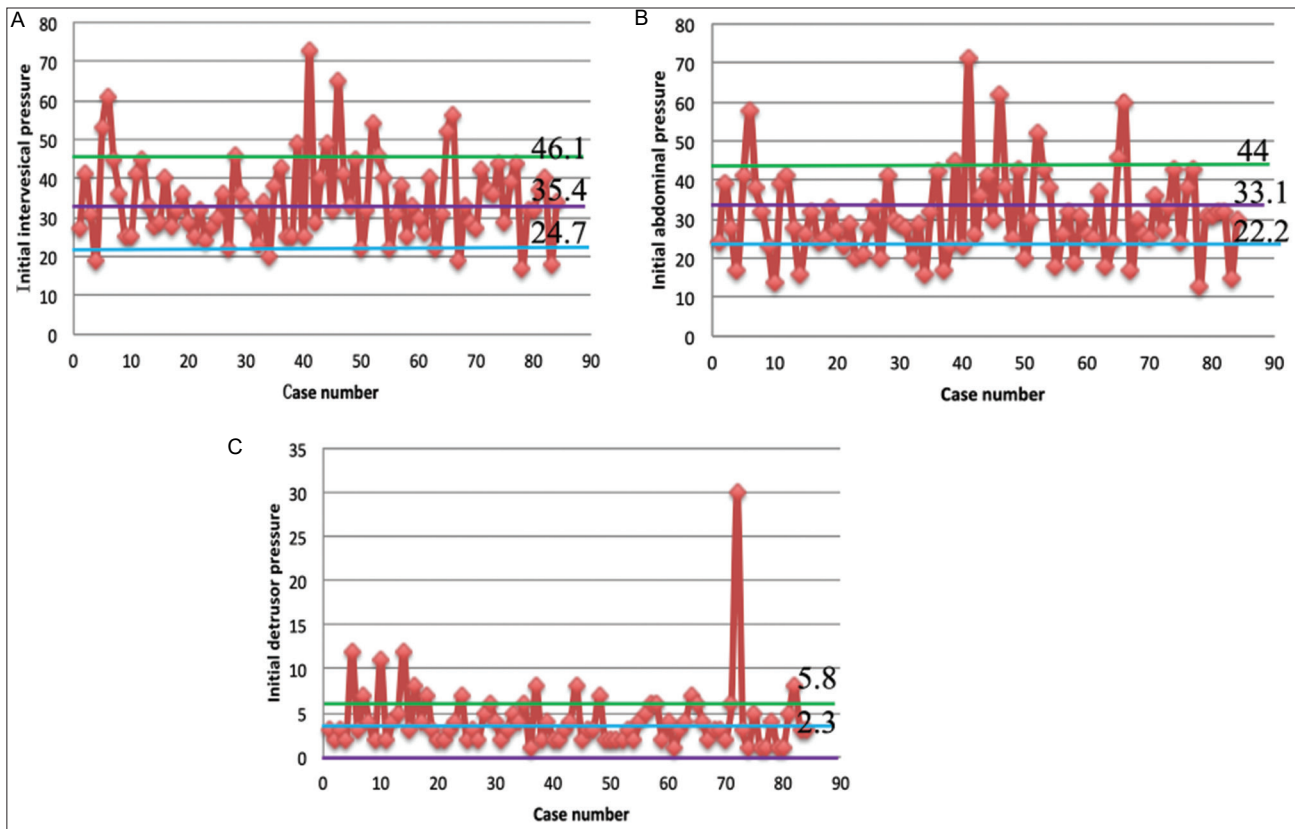 A
Initial intervesical pressure
80
70
60
50
40
30
20
10
0
46.1
35.4
24.7
0 10 20 30 40 50 60 70 80 90
Case number
B
Initial abdominal pressure
80
70
60
50
40
30
20
10
0
44
33.1
22.2
0 10 20 30 40 50 60 70 80 90
Case number
C
Initial detrusor pressure
35
30
25
20
15
10
5
0
5.8
2.3
0 10 20 30 40 50 60 70 80 90
Case number